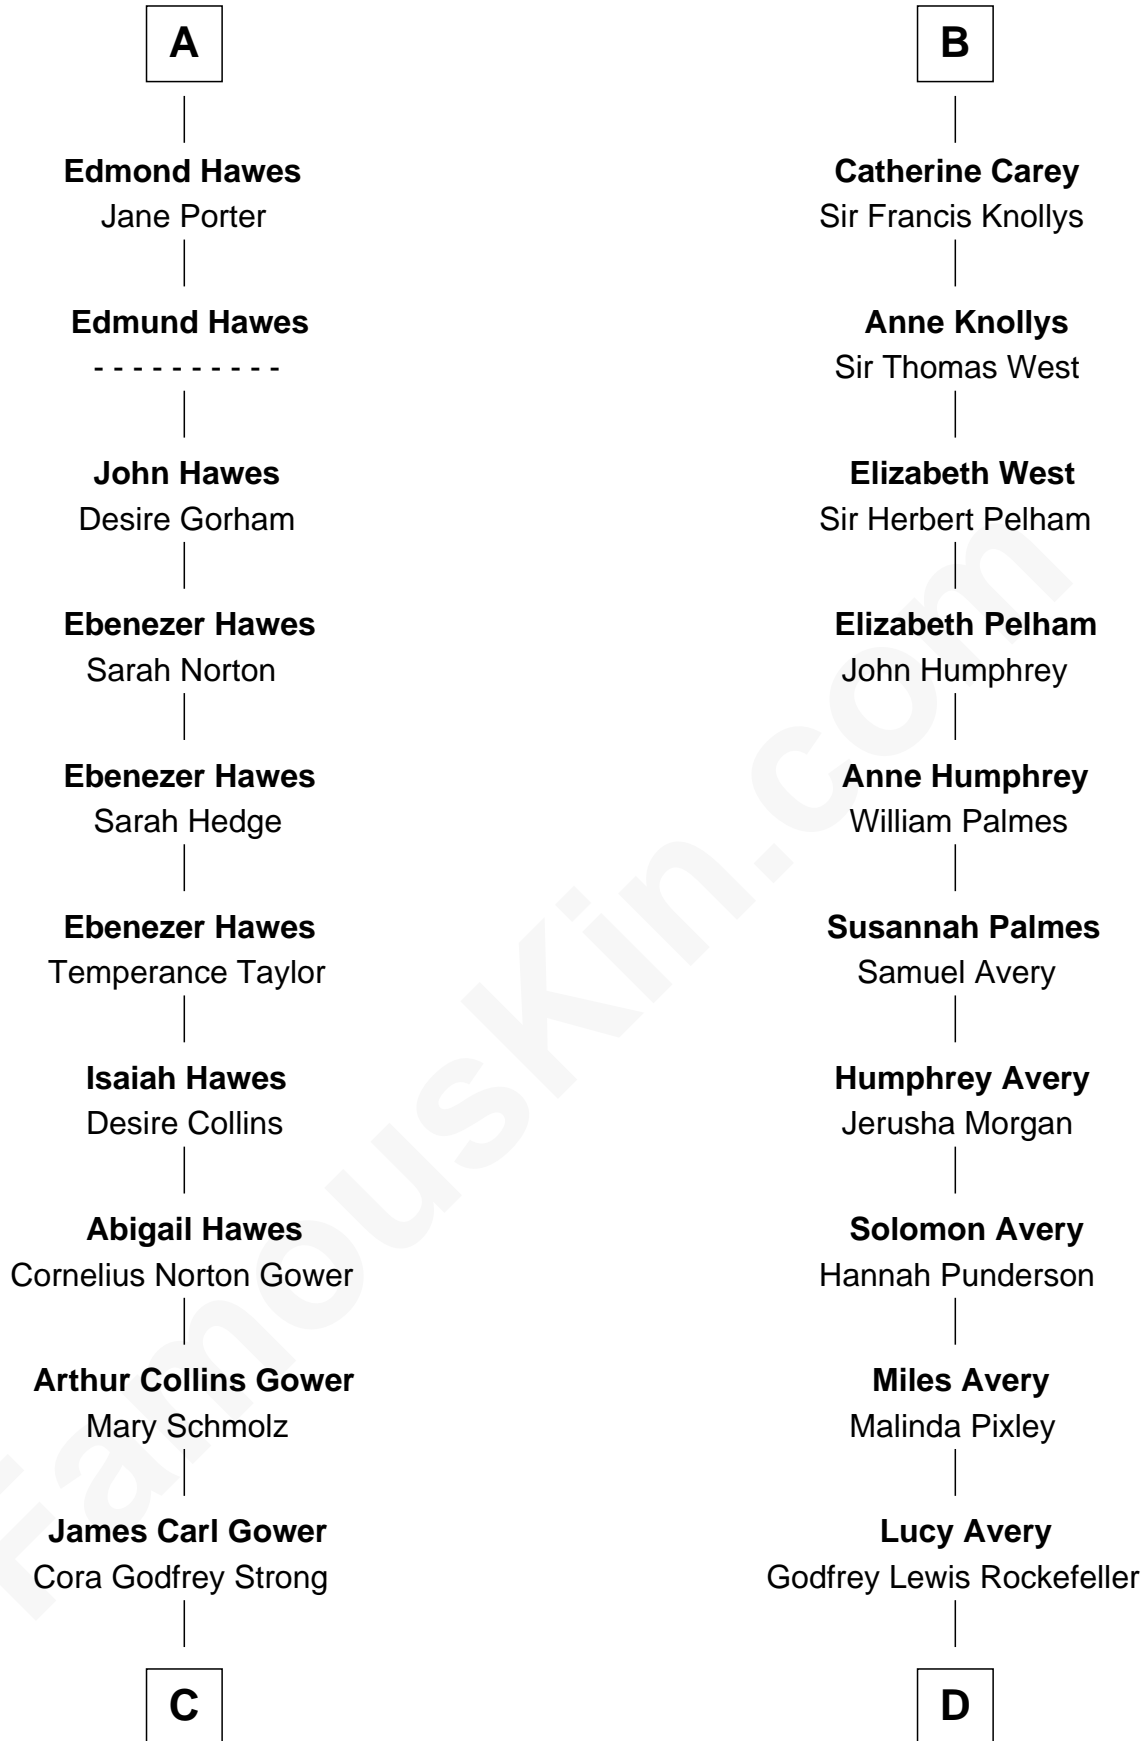 A
Edmond Hawes
Jane Porter
Edmund Hawes
- - - - - - - - - -
John Hawes
Desire Gorham
Ebenezer Hawes
Sarah Norton
Ebenezer Hawes
Sarah Hedge
Ebenezer Hawes
Temperance Taylor
Isaiah Hawes
Desire Collins
Abigail Hawes
Cornelius Norton Gower
Arthur Collins Gower
Mary Schmolz
James Carl Gower
Cora Godfrey Strong
C
B
Catherine Carey
Sir Francis Knollys
Anne Knollys
Sir Thomas West
Elizabeth West
Sir Herbert Pelham
Elizabeth Pelham
John Humphrey
Anne Humphrey
William Palmes
Susannah Palmes
Samuel Avery
Humphrey Avery
Jerusha Morgan
Solomon Avery
Hannah Punderson
Miles Avery
Malinda Pixley
Lucy Avery
Godfrey Lewis Rockefeller
D
FamousKin.com